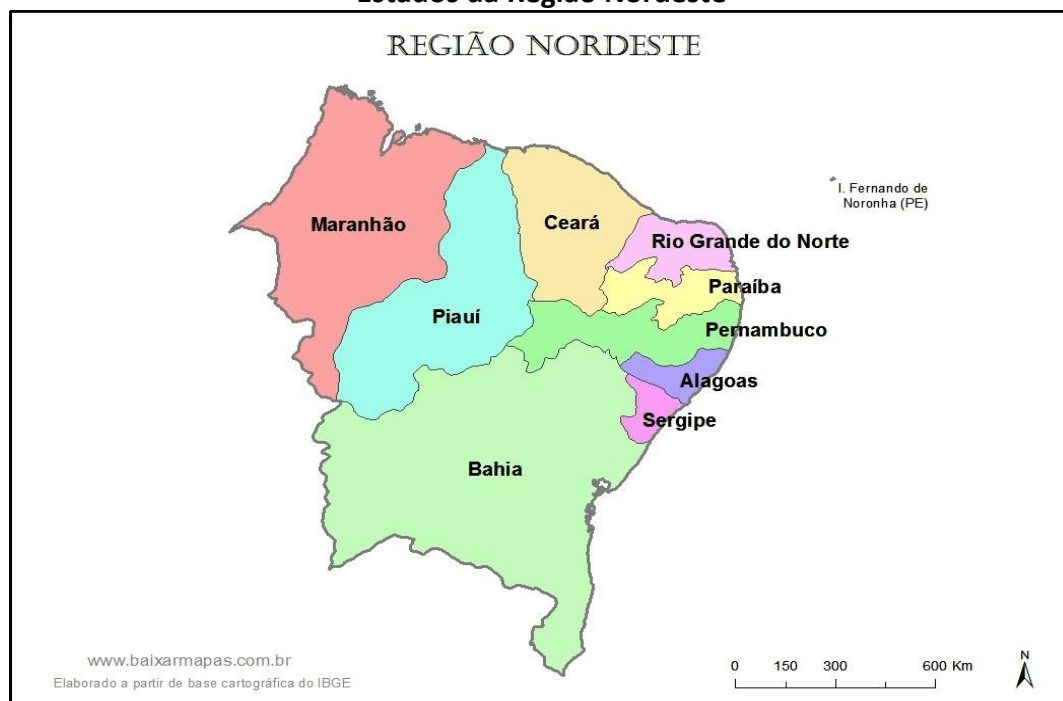 Estados da Região Nordeste
REGIÃO NORDESTE
I. Fernando de
Noronha (PE)
Maranhão
Ceará
Rio Grande do Norte
Paraíba
Piauí
Pernambuco
Alagoas
Sergipe
Bahia
www.baixarmapas.com.br
Elaborado a partir de base cartográfica do IBGE
0 150 300 600 Km
N